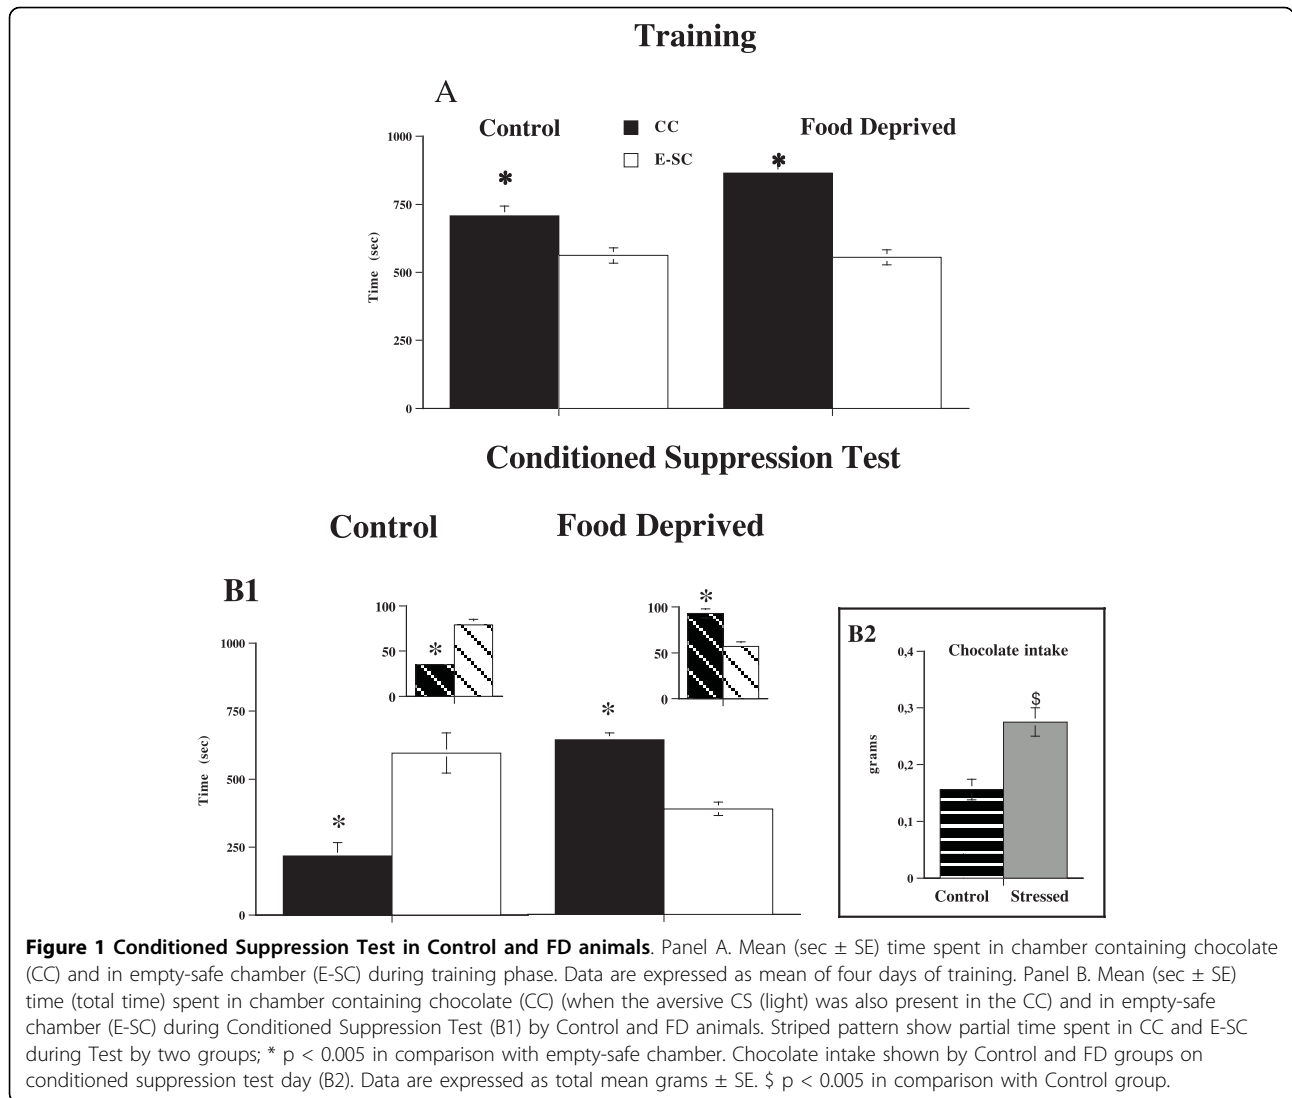 Training
A
Control
CC
Food Deprived
E-SC
*
*
1000
750
500
250
0
Time (sec)
Conditioned Suppression Test
Control
Food Deprived
B1
100
50
0
*
100
50
0
*
1000
750
500
250
0
Time (sec)
*
*
B2
Chocolate intake
0,4
0,3
0,2
0,1
0
grams
$
Control
Stressed
Figure 1 Conditioned Suppression Test in Control and FD animals. Panel A. Mean (sec ± SE) time spent in chamber containing chocolate
(CC) and in empty-safe chamber (E-SC) during training phase. Data are expressed as mean of four days of training. Panel B. Mean (sec ± SE)
time (total time) spent in chamber containing chocolate (CC) (when the aversive CS (light) was also present in the CC) and in empty-safe
chamber (E-SC) during Conditioned Suppression Test (B1) by Control and FD animals. Striped pattern show partial time spent in CC and E-SC
during Test by two groups; * p < 0.005 in comparison with empty-safe chamber. Chocolate intake shown by Control and FD groups on
conditioned suppression test day (B2). Data are expressed as total mean grams ± SE. $ p < 0.005 in comparison with Control group.